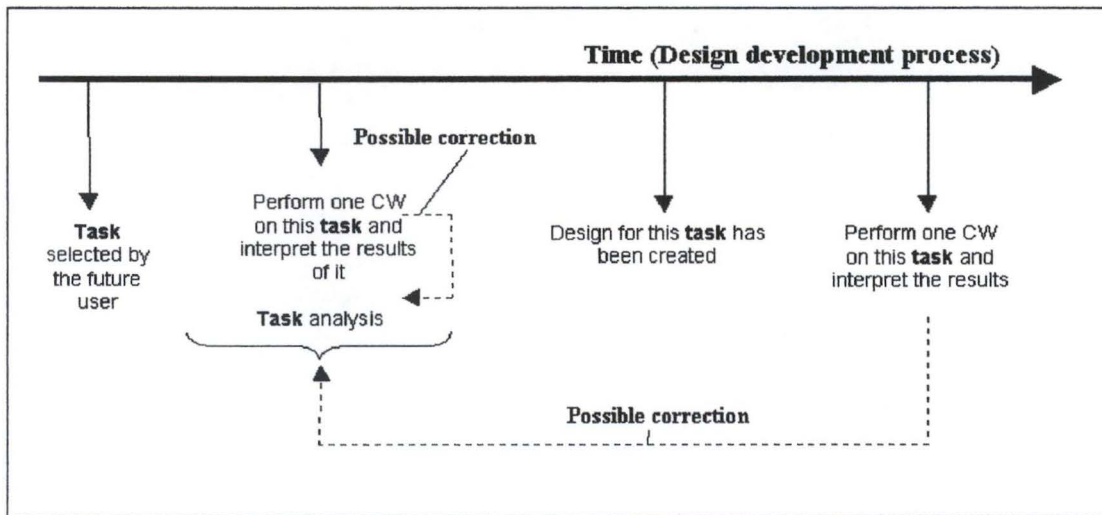 Time (Design development process)
Possible correction
Task
selected by
the future
user
Perform one CW
on this task and
interpret the results
of it
Task analysis
Design for this task has
been created
Perform one CW
on this task and
interpret the results
Possible correction